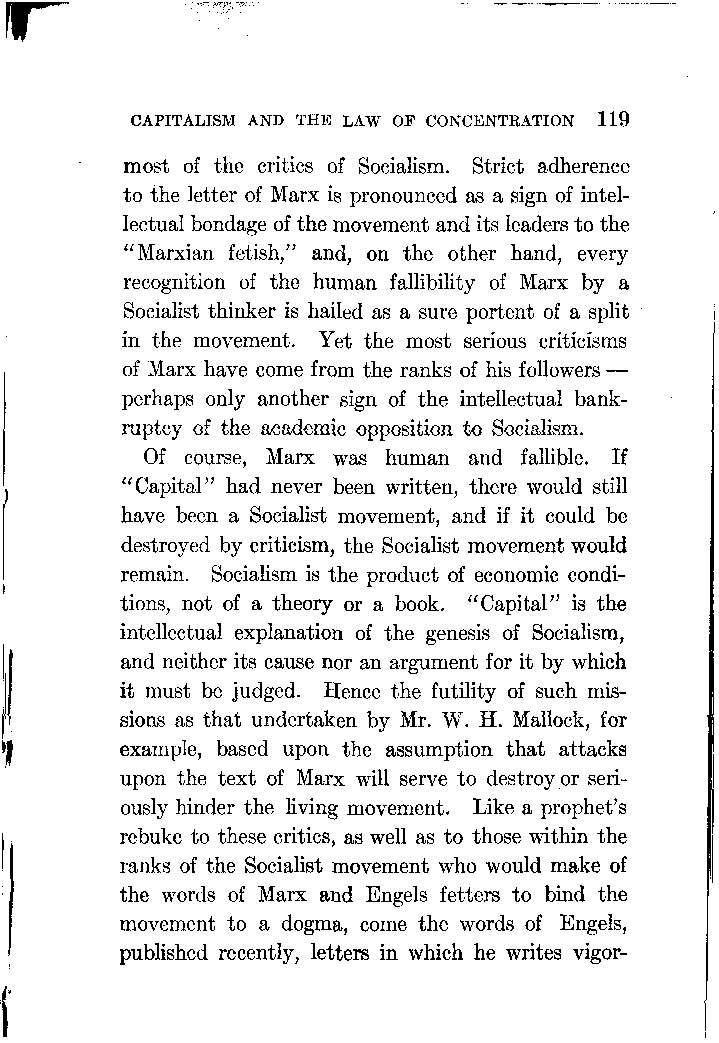 CAPITALISM AND THE LAW OF CONCENTRATION 119
most of the critics of Socialism. Strict adherence
to the letter of Marx is pronounced as a sign of intel-
lectual bondage of the movement and its leaders to the
“Marxian fetish,” and, on the other hand, every
recognition of the human fallibility of Marx by a
Socialist thinker is hailed as a sure portent of a split
in the movement. Yet the most serious criticisms
of Marx have come from the ranks of his followers —
perhaps only another sign of the intellectual bank-
ruptcy of the academic opposition to Socialism.
Of course, Marx was human and fallible. If
“Capital” had never been written, there would still
have been a Socialist movement, and if it could be
destroyed by criticism, the Socialist movement would
remain. Socialism is the product of economic condi-
tions, not of a theory or a book. “Capital” is the
intellectual explanation of the genesis of Socialism,
and neither its cause nor an argument for it by which
it must be judged. Hence the futility of such mis-
sions as that undertaken by Mr. W. H. Mallock, for
example, based upon the assumption that attacks
upon the text of Marx will serve to destroy or seri-
ously hinder the living movement. Like a prophet’s
rebuke to these critics, as well as to those within the
ranks of the Socialist movement who would make of
the words of Marx and Engels fetters to bind the
movement to a dogma, come the words of Engels,
published recently, letters in which he writes vigor-